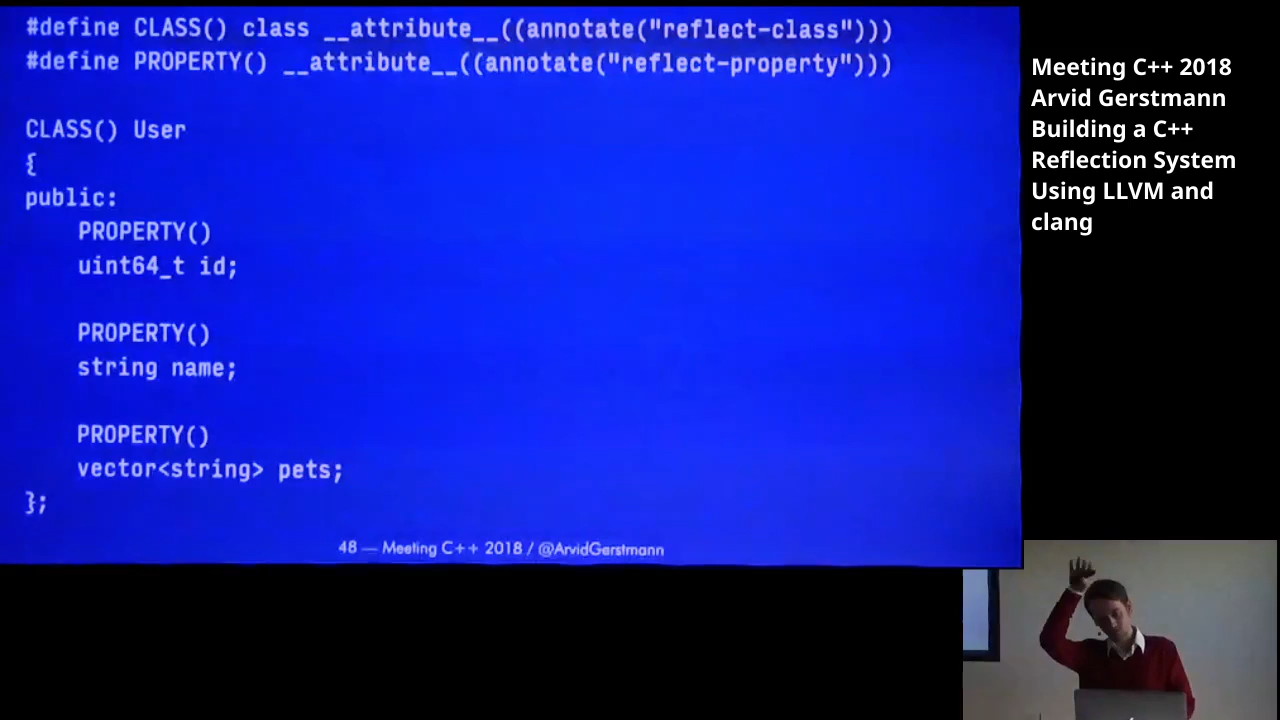 #define CLASS() class __attribute__((annotate("reflect-class")))
#define PROPERTY() __attribute__((annotate("reflect-property")))
CLASS() User
{
public:
PROPERTY()
uint64_t id;
PROPERTY()
string name;
PROPERTY()
vector<string> pets;
};
48 — Meeting C++ 2018 / @ArvidGerstmann
Meeting C++ 2018
Arvid Gerstmann
Building a C++
Reflection System
Using LLVM and
clang